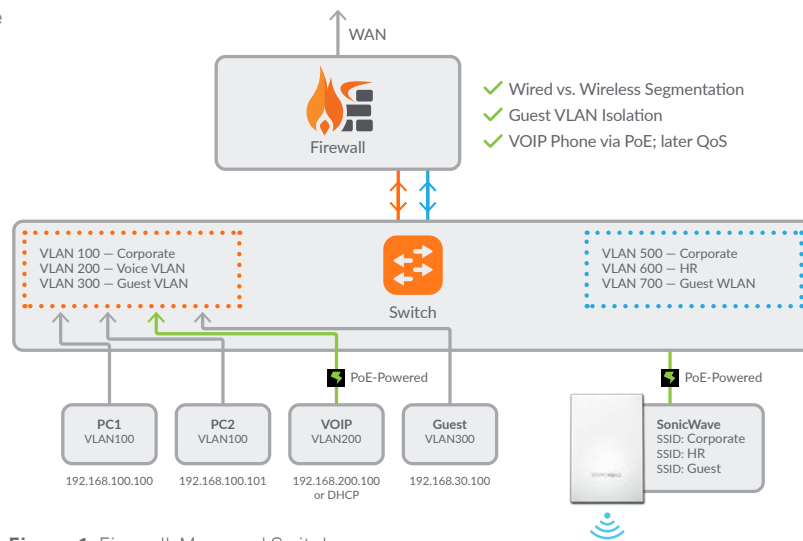 e
WAN
Firewall
Wired vs. Wireless Segmentation
Guest VLAN Isolation
VOIP Phone via PoE; later QoS
VLAN 100 — Corporate
VLAN 200 — Voice VLAN
VLAN 300 — Guest VLAN
Switch
VLAN 500 — Corporate
VLAN 600 — HR
VLAN 700 — Guest WLAN
PoE-Powered
PoE-Powered
PC1
VLAN100
192.168.100.100
PC2
VLAN100
192.168.100.101
VOIP
VLAN200
192.168.200.100
or DHCP
Guest
VLAN300
192.168.30.100
SonicWave
SSID: Corporate
SSID: HR
SSID: Guest